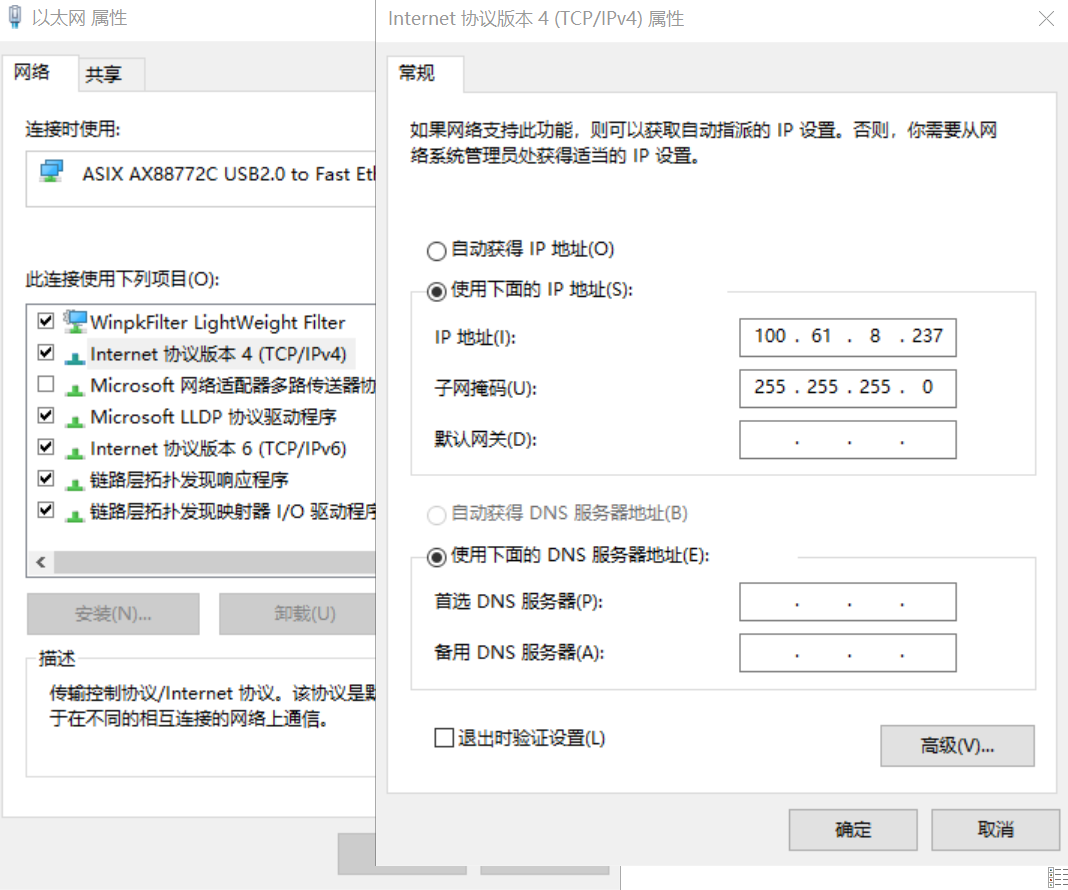 以太网 属性
网络
共享
连接时使用:
ASIX AX88772C USB2.0 to Fast Eth
此连接使用下列项目(O):
WinpkFilter LightWeight Filter
Internet 协议版本 4 (TCP/IPv4)
Microsoft 网络适配器多路传送器协
Microsoft LLDP 协议驱动程序
Internet 协议版本 6 (TCP/IPv6)
链路层拓扑发现响应程序
链路层拓扑发现映射器 I/O 驱动程序
安装(N)...
卸载(U)
描述
传输控制协议/Internet 协议。该协议是默
于在不同的相互连接的网络上通信。
Internet 协议版本 4 (TCP/IPv4) 属性
常规
如果网络支持此功能，则可以获取自动指派的 IP 设置。否则，你需要从网
络系统管理员处获得适当的 IP 设置。
自动获得 IP 地址(O)
使用下面的 IP 地址(S):
IP 地址(I):
100 . 61 . 8 . 237
子网掩码(U):
255 . 255 . 255 . 0
默认网关(D):
. . .
自动获得 DNS 服务器地址(B)
使用下面的 DNS 服务器地址(E):
首选 DNS 服务器(P):
. . .
备用 DNS 服务器(A):
. . .
退出时验证设置(L)
高级(V)...
确定
取消